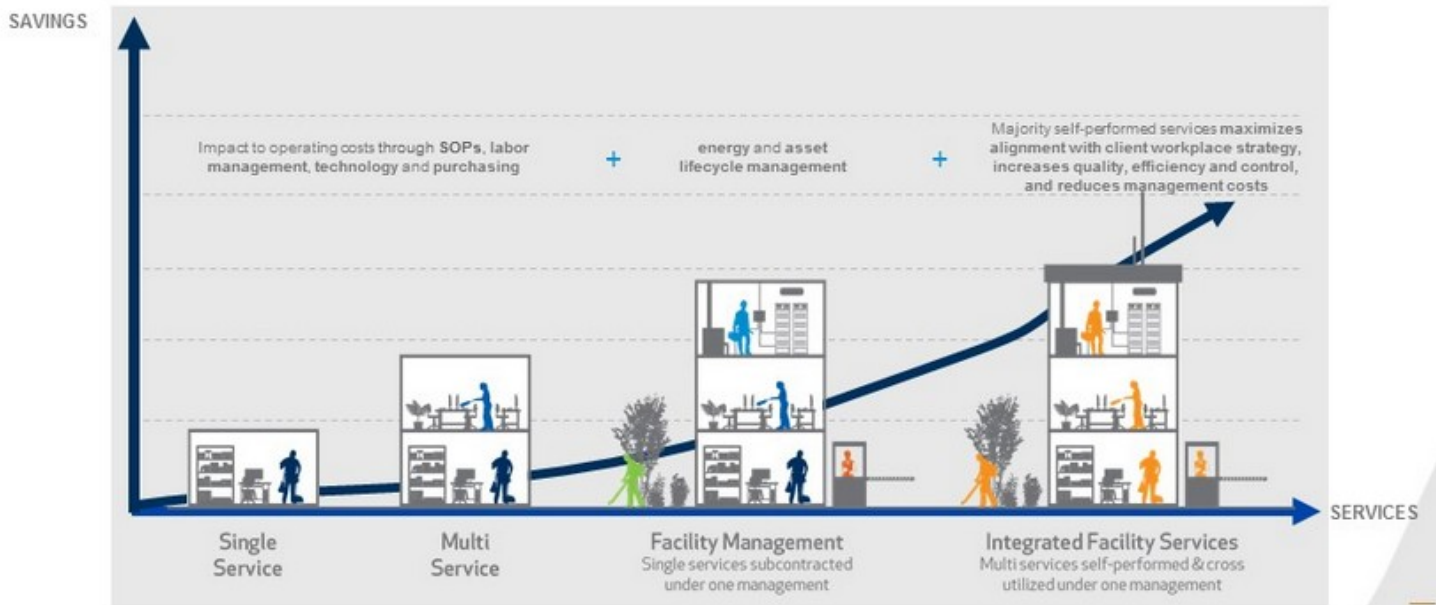 SAVINGS
Impact to operating costs through SOPs, labor
management, technology and purchasing
+
energy and asset
lifecycle management
+
Majority self-performed services maximizes
alignment with client workplace strategy,
increases quality, efficiency and control,
and reduces management costs
SERVICES
Single
Service
Multi
Service
Facility Management
Single services subcontracted
under one management
Integrated Facility Services
Multi services self-performed & cross
utilized under one management